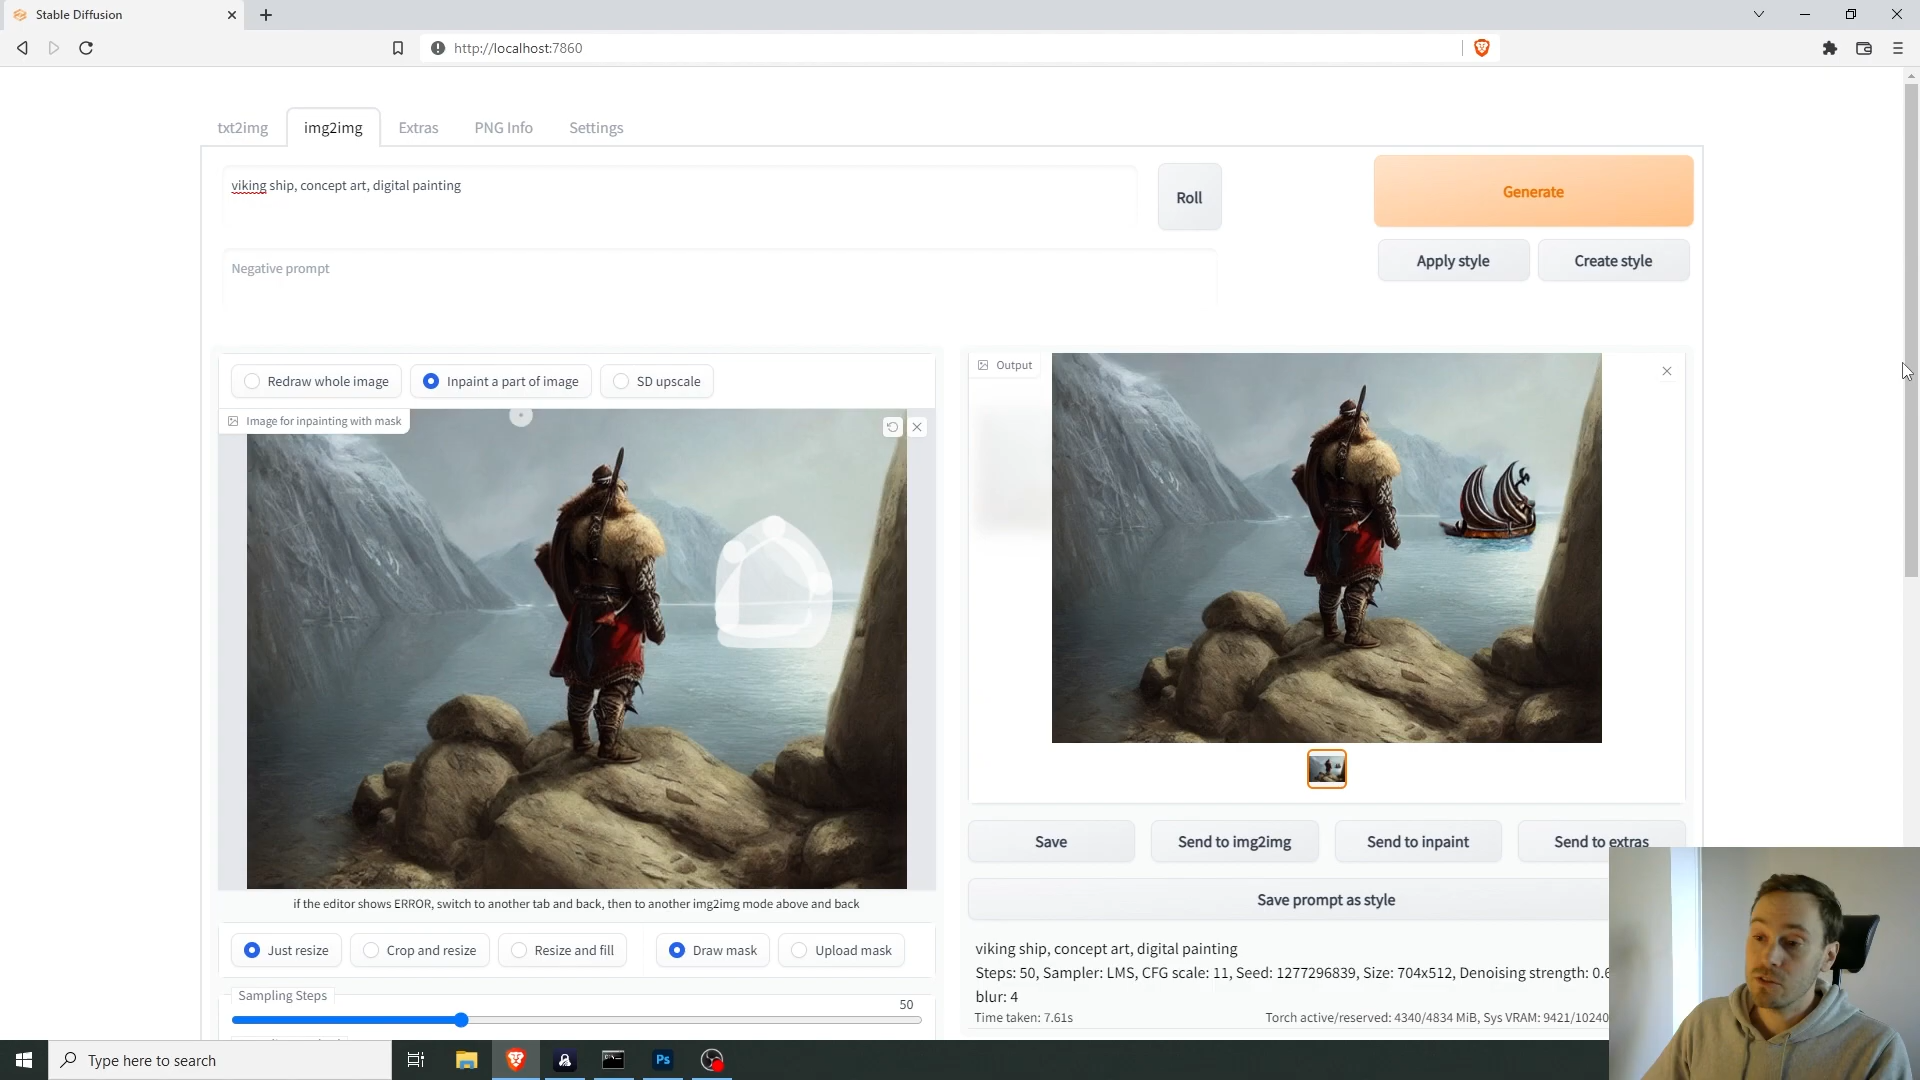 Stable Diffusion
http://localhost:7860
txt2img
img2img
Extras
PNG Info
Settings
viking ship, concept art, digital painting
Roll
Generate
Negative prompt
Apply style
Create style
Redraw whole image
Inpaint a part of image
SD upscale
Image for inpainting with mask
Output
if the editor shows ERROR, switch to another tab and back, then to another img2img mode above and back
Just resize
Crop and resize
Resize and fill
Draw mask
Upload mask
Sampling Steps
50
Save
Send to img2img
Send to inpaint
Send to extras
Save prompt as style
viking ship, concept art, digital painting
Steps: 50, Sampler: LMS, CFG scale: 11, Seed: 1277296839, Size: 704x512, Denoising strength: 0.6
blur: 4
Time taken: 7.61s
Torch active/reserved: 4340/4834 MiB, Sys VRAM: 9421/10240
Type here to search
Ps